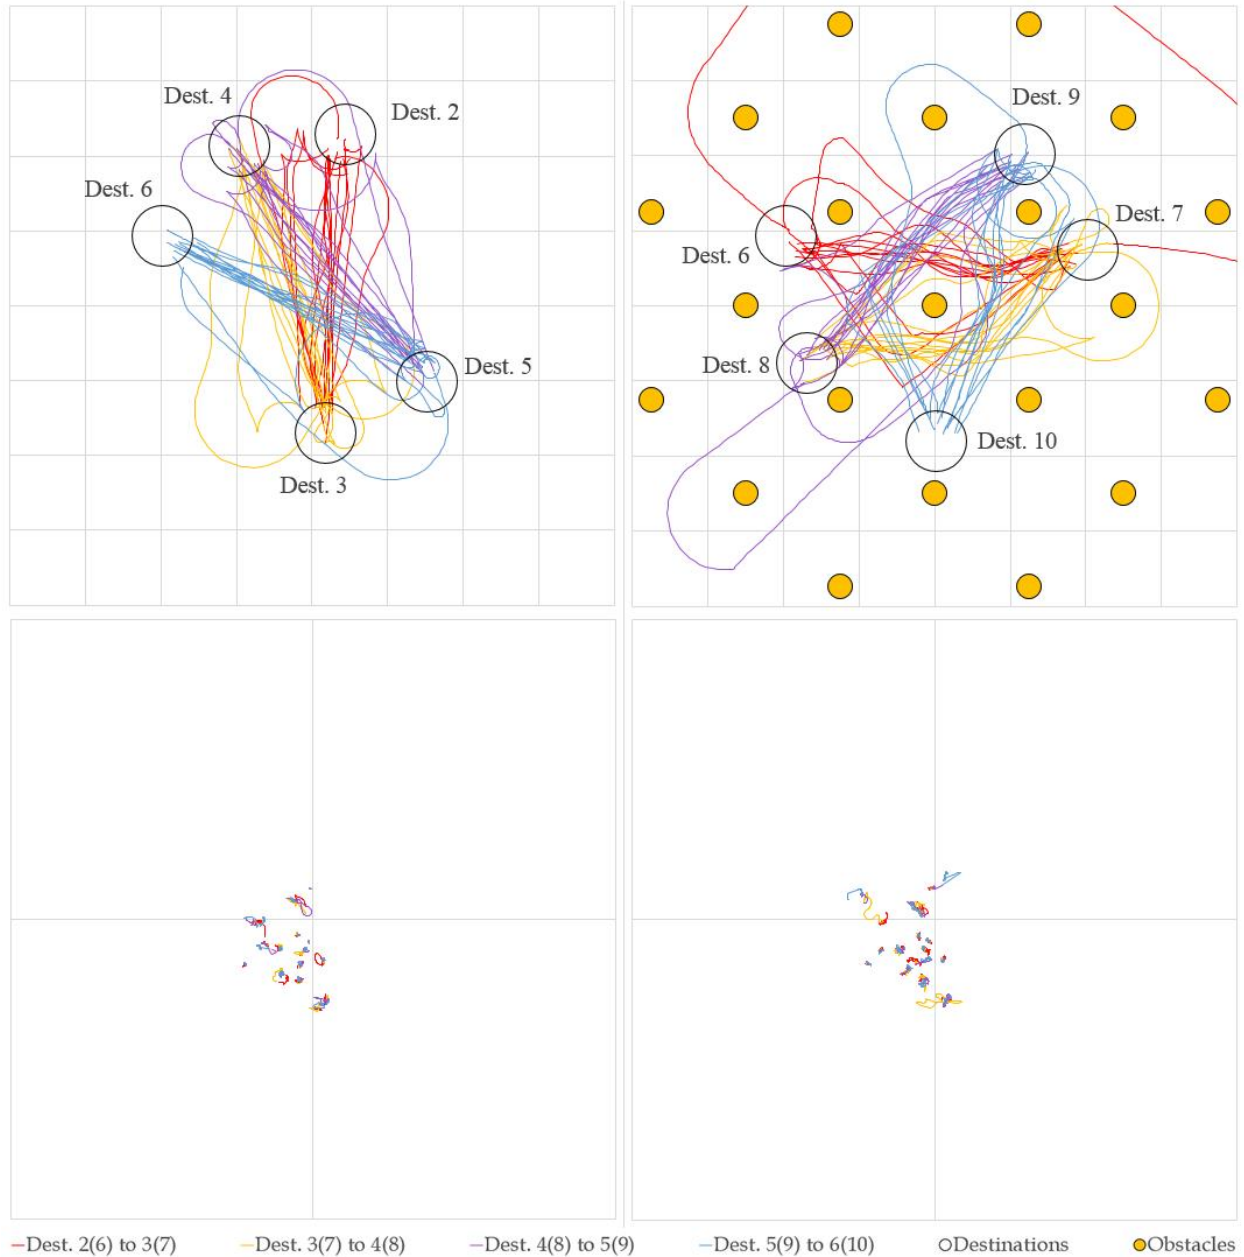 Dest. 4
Dest. 2
Dest. 6
Dest. 5
Dest. 3
Dest. 9
Dest. 7
Dest. 6
Dest. 8
Dest. 10
Dest. 2(6) to 3(7) Dest. 3(7) to 4(8) Dest. 4(8) to 5(9) Dest. 5(9) to 6(10) Destinations Obstacles